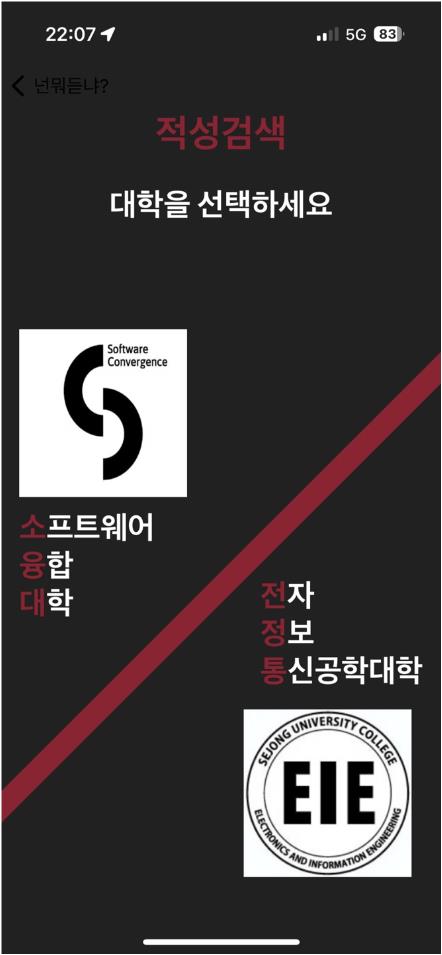 22:07
5G 83
넌뭐듣냐?
적성검색
대학을 선택하세요
Software
Convergence
소프트웨어
융합
대학
전자
정보
통신공학대학
SEJONG UNIVERSITY COLLEGE
EIE
ELECTRONICS AND INFORMATION ENGINEERING